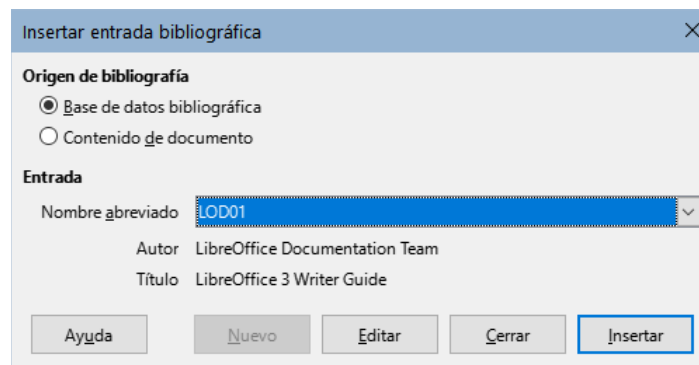 Insertar entrada bibliográfica
Origen de bibliografía
Base de datos bibliográfica
Contenido de documento
Entrada
Nombre abreviado LOD01
Autor LibreOffice Documentation Team
Título LibreOffice 3 Writer Guide
Ayuda Nuevo Editar Cerrar Insertar